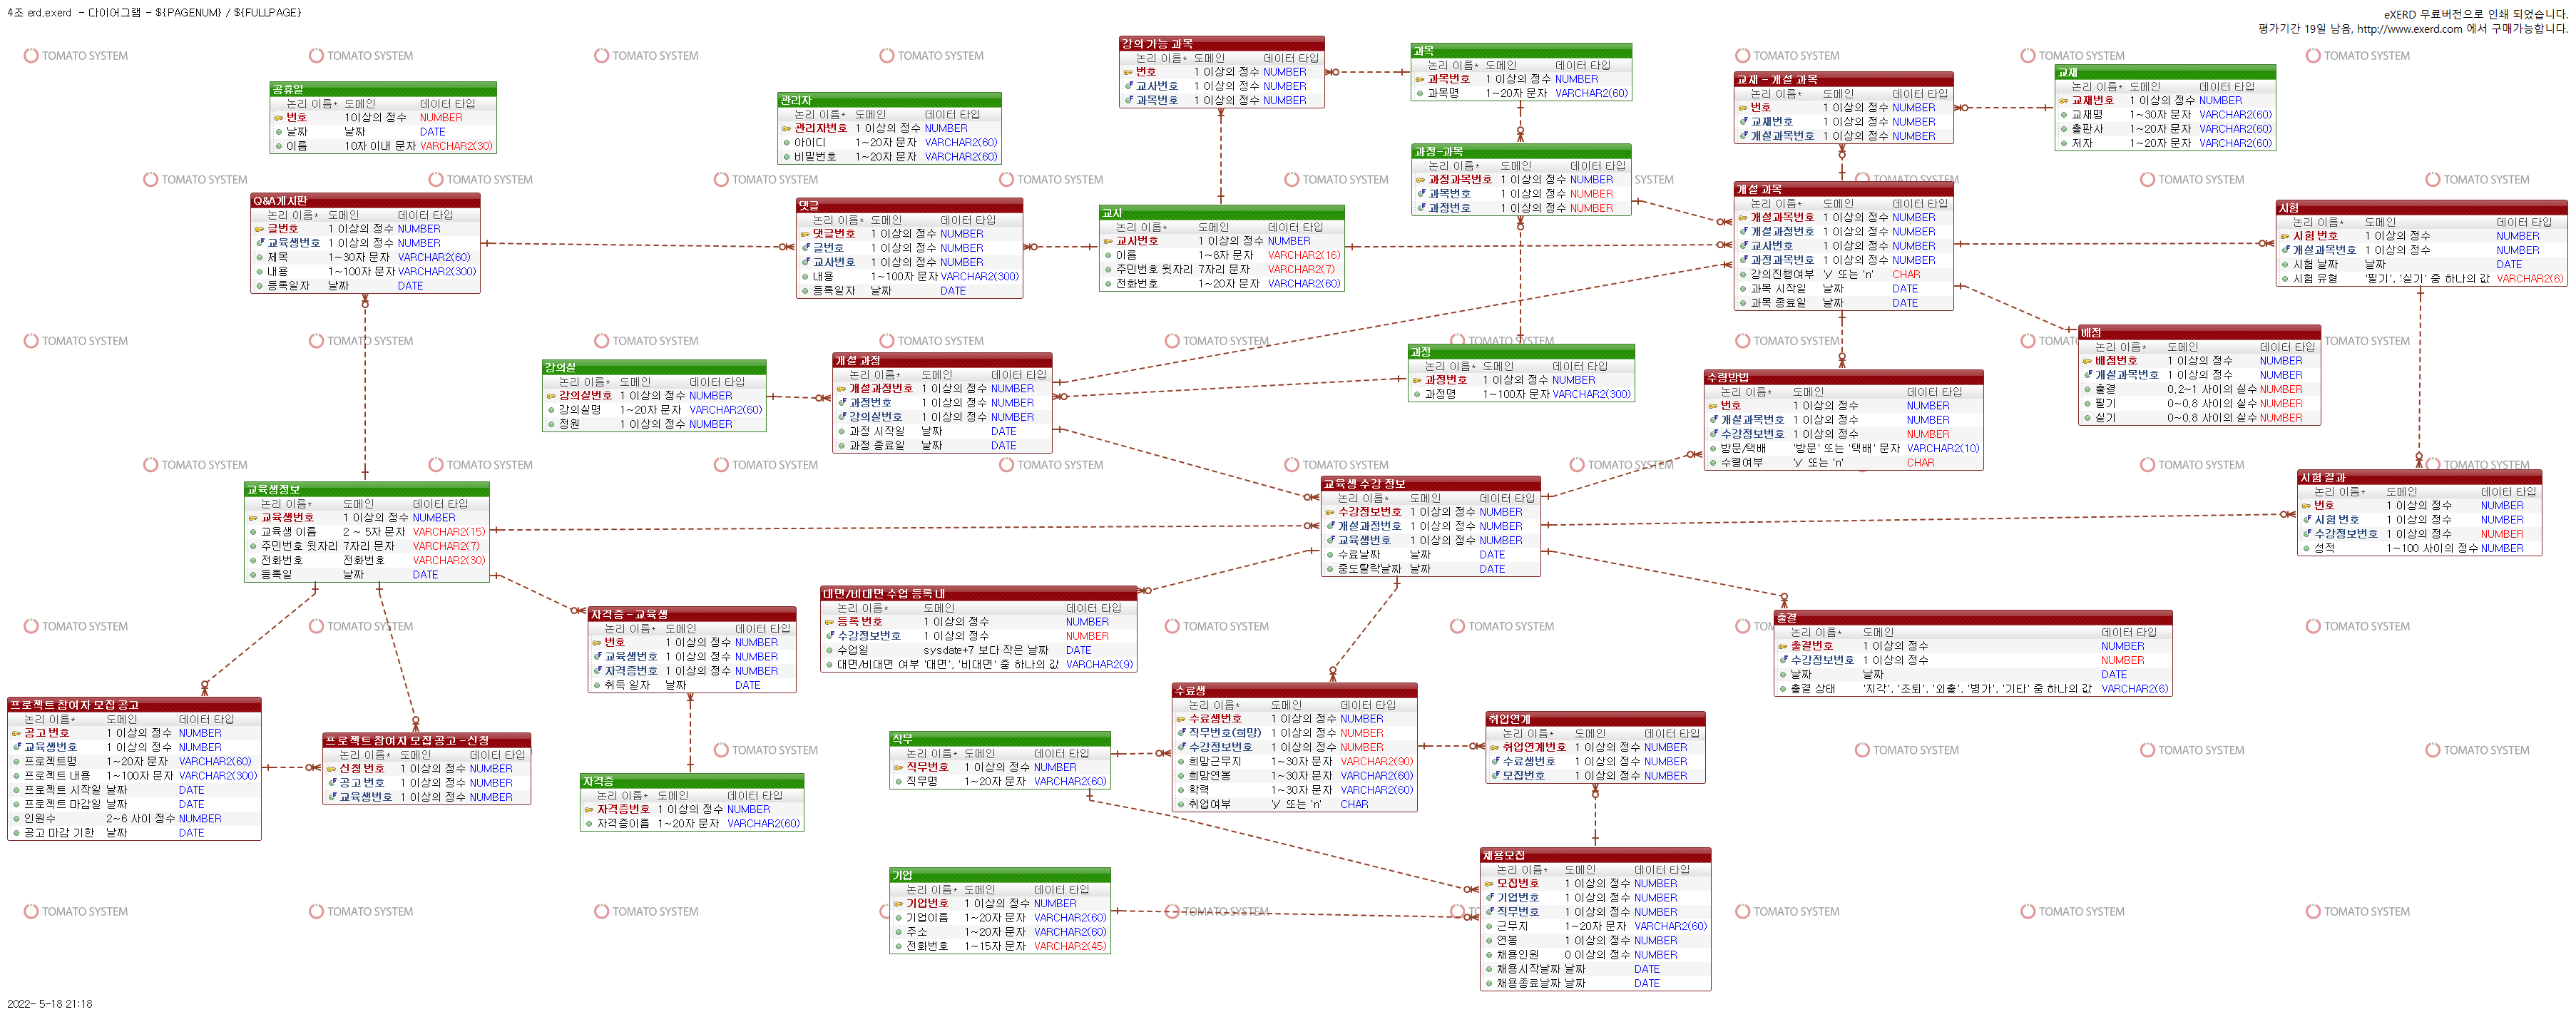 4조 erd.exerd - 다이어그램 - ${PAGENUM} / ${FULLPAGE}
eXERD 무료버전으로 인쇄 되었습니다.
평가기간 19일 남음, http://www.exerd.com 에서 구매가능합니다.
TOMATO SYSTEM
공휴일
논리 이름* 도메인 데이터 타입
번호 1이상의 정수 NUMBER
날짜 날짜 DATE
이름 10자 이내 문자 VARCHAR2(30)
관리자
논리 이름* 도메인 데이터 타입
관리자번호 1 이상의 정수 NUMBER
아이디 1~20자 문자 VARCHAR2(60)
비밀번호 1~20자 문자 VARCHAR2(60)
강의 가능 과목
논리 이름* 도메인 데이터 타입
번호 1 이상의 정수 NUMBER
교사번호 1 이상의 정수 NUMBER
과목번호 1 이상의 정수 NUMBER
과목
논리 이름* 도메인 데이터 타입
과목번호 1 이상의 정수 NUMBER
과목명 1~20자 문자 VARCHAR2(60)
교재 - 개설 과목
논리 이름* 도메인 데이터 타입
번호 1 이상의 정수 NUMBER
교재번호 1 이상의 정수 NUMBER
개설과목번호 1 이상의 정수 NUMBER
교재
논리 이름* 도메인 데이터 타입
교재번호 1 이상의 정수 NUMBER
교재명 1~30자 문자 VARCHAR2(60)
출판사 1~20자 문자 VARCHAR2(60)
저자 1~20자 문자 VARCHAR2(60)
Q&A게시판
논리 이름* 도메인 데이터 타입
글번호 1 이상의 정수 NUMBER
교육생번호 1 이상의 정수 NUMBER
제목 1~30자 문자 VARCHAR2(60)
내용 1~100자 문자 VARCHAR2(300)
등록일자 날짜 DATE
댓글
논리 이름* 도메인 데이터 타입
댓글번호 1 이상의 정수 NUMBER
글번호 1 이상의 정수 NUMBER
교사번호 1 이상의 정수 NUMBER
내용 1~100자 문자 VARCHAR2(300)
등록일자 날짜 DATE
교사
논리 이름* 도메인 데이터 타입
교사번호 1 이상의 정수 NUMBER
이름 1~8자 문자 VARCHAR2(16)
주민번호 뒷자리 7자리 문자 VARCHAR2(7)
전화번호 1~20자 문자 VARCHAR2(60)
과정-과목
논리 이름* 도메인 데이터 타입
과정과목번호 1 이상의 정수 NUMBER
과목번호 1 이상의 정수 NUMBER
과정번호 1 이상의 정수 NUMBER
개설 과목
논리 이름* 도메인 데이터 타입
개설과목번호 1 이상의 정수 NUMBER
개설과정번호 1 이상의 정수 NUMBER
교사번호 1 이상의 정수 NUMBER
과정과목번호 1 이상의 정수 NUMBER
강의진행여부 'y' 또는 'n' CHAR
과목 시작일 날짜 DATE
과목 종료일 날짜 DATE
시험
논리 이름* 도메인 데이터 타입
시험 번호 1 이상의 정수 NUMBER
개설과목번호 1 이상의 정수 NUMBER
시험 날짜 날짜 DATE
시험 유형 '필기', '실기' 중 하나의 값 VARCHAR2(6)
강의실
논리 이름* 도메인 데이터 타입
강의실번호 1 이상의 정수 NUMBER
강의실명 1~20자 문자 VARCHAR2(60)
정원 1 이상의 정수 NUMBER
개설 과정
논리 이름* 도메인 데이터 타입
개설과정번호 1 이상의 정수 NUMBER
과정번호 1 이상의 정수 NUMBER
강의실번호 1 이상의 정수 NUMBER
과정 시작일 날짜 DATE
과정 종료일 날짜 DATE
과정
논리 이름* 도메인 데이터 타입
과정번호 1 이상의 정수 NUMBER
과정명 1~100자 문자 VARCHAR2(300)
수령방법
논리 이름* 도메인 데이터 타입
번호 1 이상의 정수 NUMBER
개설과목번호 1 이상의 정수 NUMBER
수강정보번호 1 이상의 정수 NUMBER
방문/택배 '방문' 또는 '택배' 문자 VARCHAR2(10)
수령여부 'y' 또는 'n' CHAR
배점
논리 이름* 도메인 데이터 타입
배점번호 1 이상의 정수 NUMBER
개설과목번호 1 이상의 정수 NUMBER
출결 0.2~1 사이의 실수 NUMBER
필기 0~0.8 사이의 실수 NUMBER
실기 0~0.8 사이의 실수 NUMBER
교육생정보
논리 이름* 도메인 데이터 타입
교육생번호 1 이상의 정수 NUMBER
교육생 이름 2 ~ 5자 문자 VARCHAR2(15)
주민번호 뒷자리 7자리 문자 VARCHAR2(7)
전화번호 전화번호 VARCHAR2(30)
등록일 날짜 DATE
교육생 수강 정보
논리 이름* 도메인 데이터 타입
수강정보번호 1 이상의 정수 NUMBER
개설과정번호 1 이상의 정수 NUMBER
교육생번호 1 이상의 정수 NUMBER
수료날짜 날짜 DATE
중도탈락날짜 날짜 DATE
시험 결과
논리 이름* 도메인 데이터 타입
번호 1 이상의 정수 NUMBER
시험 번호 1 이상의 정수 NUMBER
수강정보번호 1 이상의 정수 NUMBER
성적 1~100 사이의 정수 NUMBER
자격증 - 교육생
논리 이름* 도메인 데이터 타입
번호 1 이상의 정수 NUMBER
교육생번호 1 이상의 정수 NUMBER
자격증번호 1 이상의 정수 NUMBER
취득 일자 날짜 DATE
대면/비대면 수업 등록 내
논리 이름* 도메인 데이터 타입
등록 번호 1 이상의 정수 NUMBER
수강정보번호 1 이상의 정수 NUMBER
수업일 sysdate+7 보다 작은 날짜 DATE
대면/비대면 여부 '대면', '비대면' 중 하나의 값 VARCHAR2(9)
출결
논리 이름* 도메인 데이터 타입
출결번호 1 이상의 정수 NUMBER
수강정보번호 1 이상의 정수 NUMBER
날짜 날짜 DATE
출결 상태 '지각', '조퇴', '외출', '병가', '기타' 중 하나의 값 VARCHAR2(6)
프로젝트 참여자 모집 공고
논리 이름* 도메인 데이터 타입
공고 번호 1 이상의 정수 NUMBER
교육생번호 1 이상의 정수 NUMBER
프로젝트명 1~20자 문자 VARCHAR2(60)
프로젝트 내용 1~100자 문자 VARCHAR2(300)
프로젝트 시작일 날짜 DATE
프로젝트 마감일 날짜 DATE
인원수 2~6 사이 정수 NUMBER
공고 마감 기한 날짜 DATE
프로젝트 참여자 모집 공고 -신청
논리 이름* 도메인 데이터 타입
신청 번호 1 이상의 정수 NUMBER
공고 번호 1 이상의 정수 NUMBER
교육생번호 1 이상의 정수 NUMBER
자격증
논리 이름* 도메인 데이터 타입
자격증번호 1 이상의 정수 NUMBER
자격증이름 1~20자 문자 VARCHAR2(60)
직무
논리 이름* 도메인 데이터 타입
직무번호 1 이상의 정수 NUMBER
직무명 1~20자 문자 VARCHAR2(60)
수료생
논리 이름* 도메인 데이터 타입
수료생번호 1 이상의 정수 NUMBER
직무번호(희망) 1 이상의 정수 NUMBER
수강정보번호 1 이상의 정수 NUMBER
희망근무지 1~30자 문자 VARCHAR2(90)
희망연봉 1~30자 문자 VARCHAR2(60)
학력 1~30자 문자 VARCHAR2(60)
취업여부 'y' 또는 'n' CHAR
취업연계
논리 이름* 도메인 데이터 타입
취업연계번호 1 이상의 정수 NUMBER
수료생번호 1 이상의 정수 NUMBER
모집번호 1 이상의 정수 NUMBER
기업
논리 이름* 도메인 데이터 타입
기업번호 1 이상의 정수 NUMBER
기업이름 1~20자 문자 VARCHAR2(60)
주소 1~20자 문자 VARCHAR2(60)
전화번호 1~15자 문자 VARCHAR2(45)
채용모집
논리 이름* 도메인 데이터 타입
모집번호 1 이상의 정수 NUMBER
기업번호 1 이상의 정수 NUMBER
직무번호 1 이상의 정수 NUMBER
근무지 1~20자 문자 VARCHAR2(60)
연봉 1 이상의 정수 NUMBER
채용인원 0 이상의 정수 NUMBER
채용시작날짜 날짜 DATE
채용종료날짜 날짜 DATE
2022- 5-18 21:18